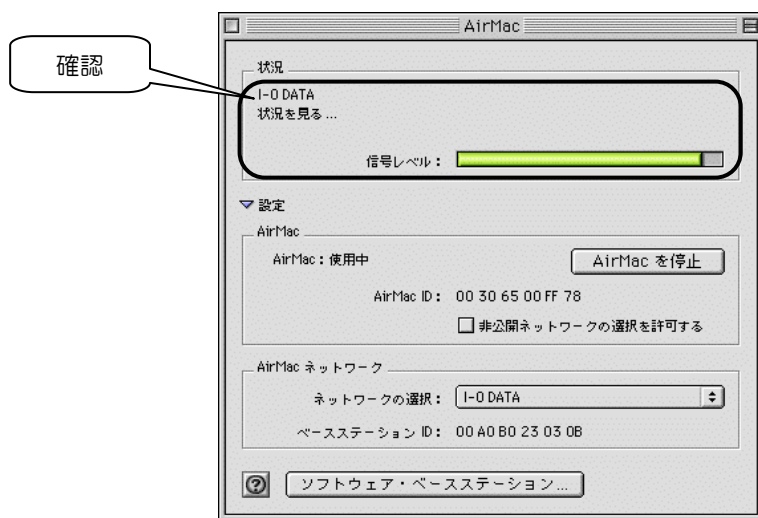 AirMac
確認
状況
I-O DATA
状況を見る...
信号レベル：
設定
AirMac
AirMac：使用中
AirMac を停止
AirMac ID： 00 30 65 00 FF 78
非公開ネットワークの選択を許可する
AirMac ネットワーク
ネットワークの選択： I-O DATA
ベースステーション ID： 00 A0 B0 23 03 0B
?
ソフトウェア・ベースステーション...